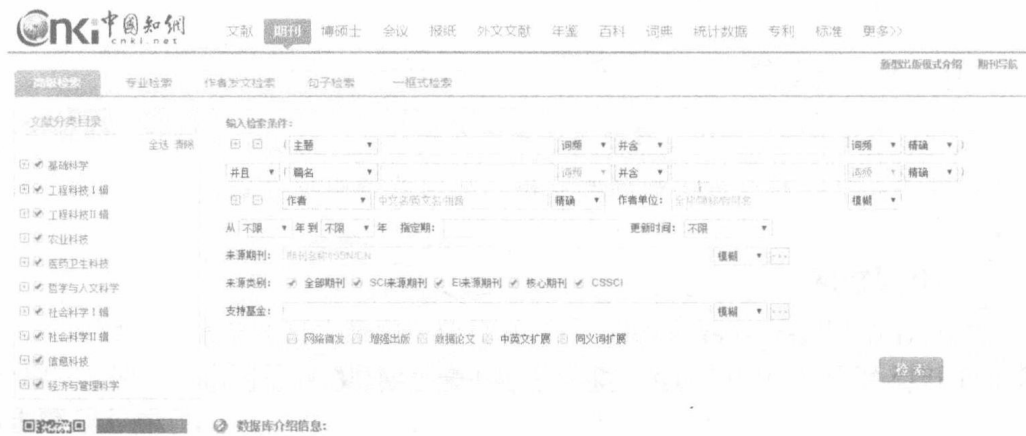 cnki 中国知网
cnki.net
文献 期刊 博硕士 会议 报纸 外文文献 年鉴 百科 词典 统计数据 专利 标准 更多>>
新型出版模式介绍 期刊导航
高级检索 专业检索 作者发文检索 句子检索 一框式检索
文献分类目录
全选 清除
基础科学
工程科技Ⅰ辑
工程科技Ⅱ辑
农业科技
医药卫生科技
哲学与人文科学
社会科学Ⅰ辑
社会科学Ⅱ辑
信息科技
经济与管理科学
输入检索条件:
( 主题 词频 并含 词频 精确 )
并且 ( 篇名 词频 并含 词频 精确 )
作者 中文名/英文名/拼音 精确 作者单位: 全称/简称/曾用名 模糊
从 不限 年到 不限 年 指定期: 更新时间: 不限
来源期刊: 期刊名称/ISSN/CN 模糊 ...
来源类别: 全部期刊 SCI来源期刊 EI来源期刊 核心期刊 CSSCI
支持基金: 模糊 ...
网络首发 增强出版 数据论文 中英文扩展 同义词扩展
检索
数据库介绍信息: